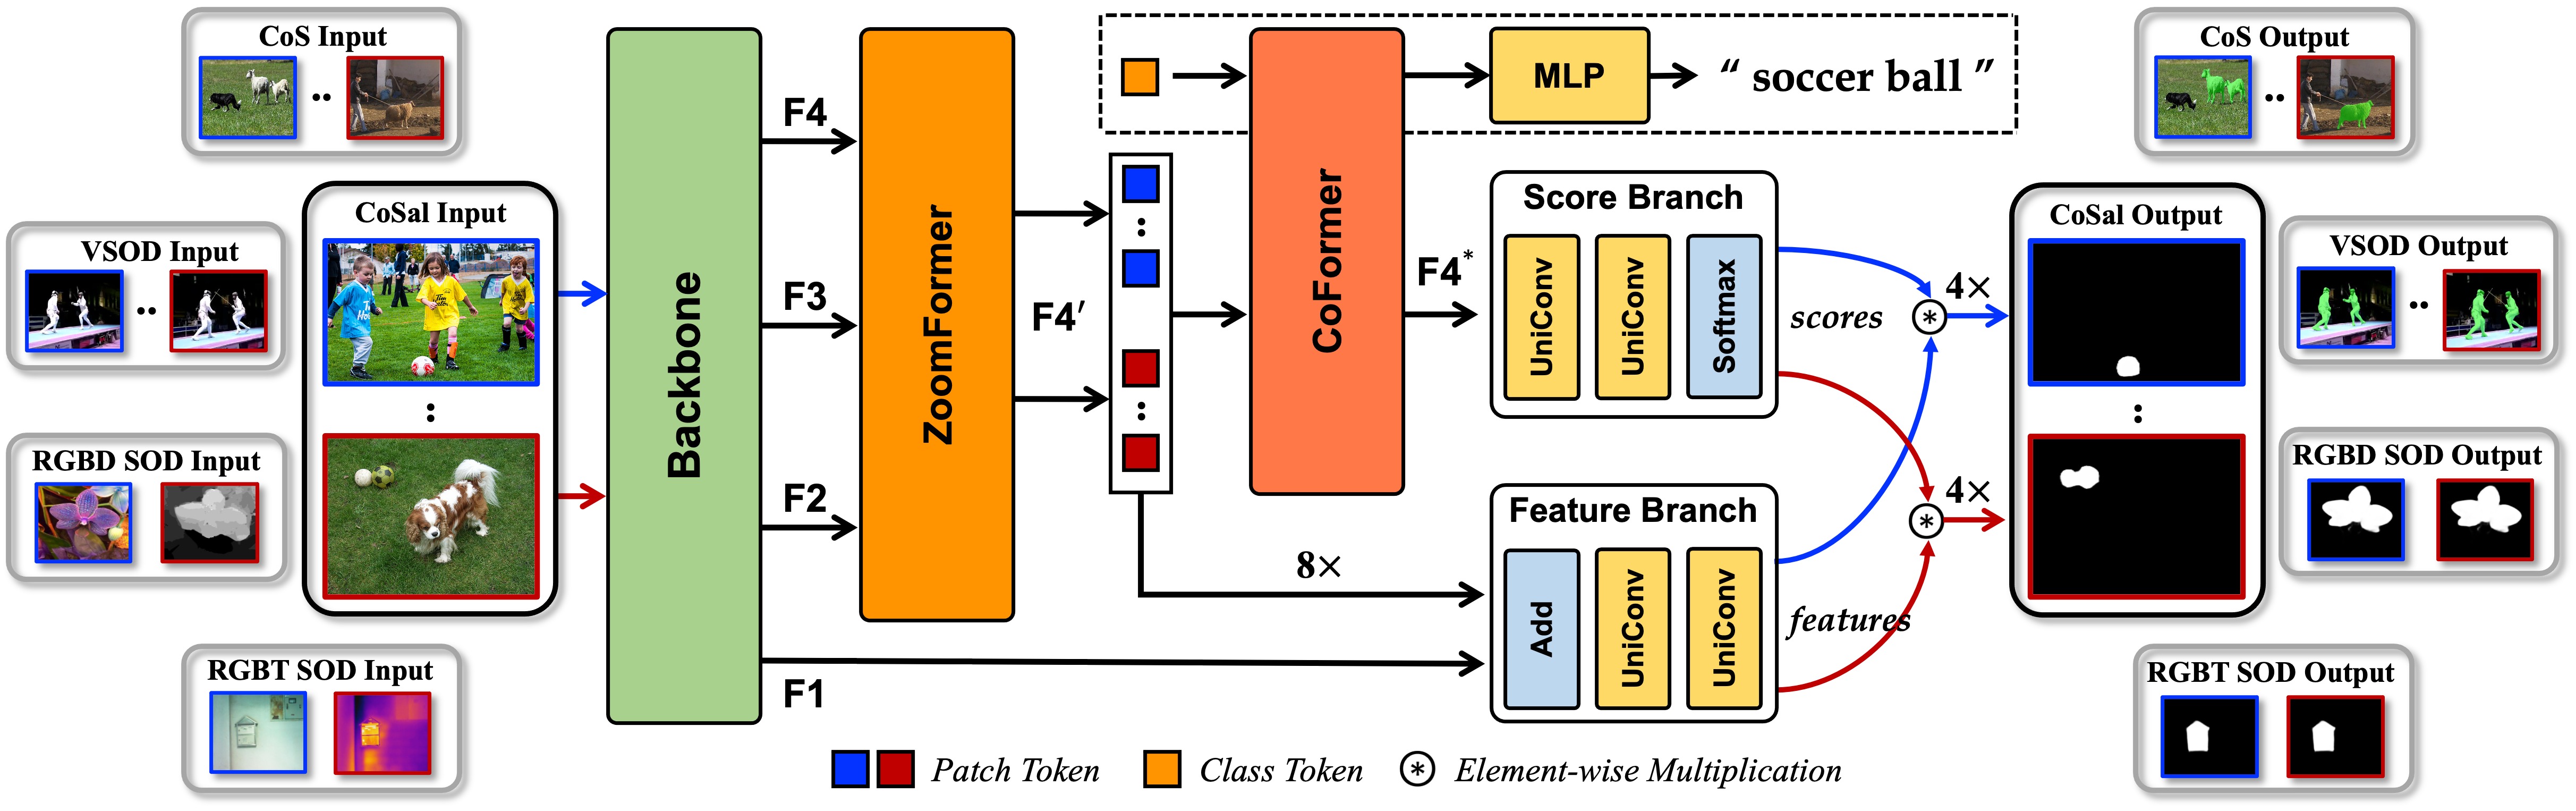 CoS Input
VSOD Input
CoSal Input
RGBD SOD Input
RGBT SOD Input
Backbone
F4
F3
F2
F1
ZoomFormer
F4′
CoFormer
MLP
“ soccer ball ”
F4*
Score Branch
UniConv
UniConv
Softmax
scores
8×
Feature Branch
Add
UniConv
UniConv
features
4×
4×
CoS Output
CoSal Output
VSOD Output
RGBD SOD Output
RGBT SOD Output
Patch Token
Class Token
Element-wise Multiplication